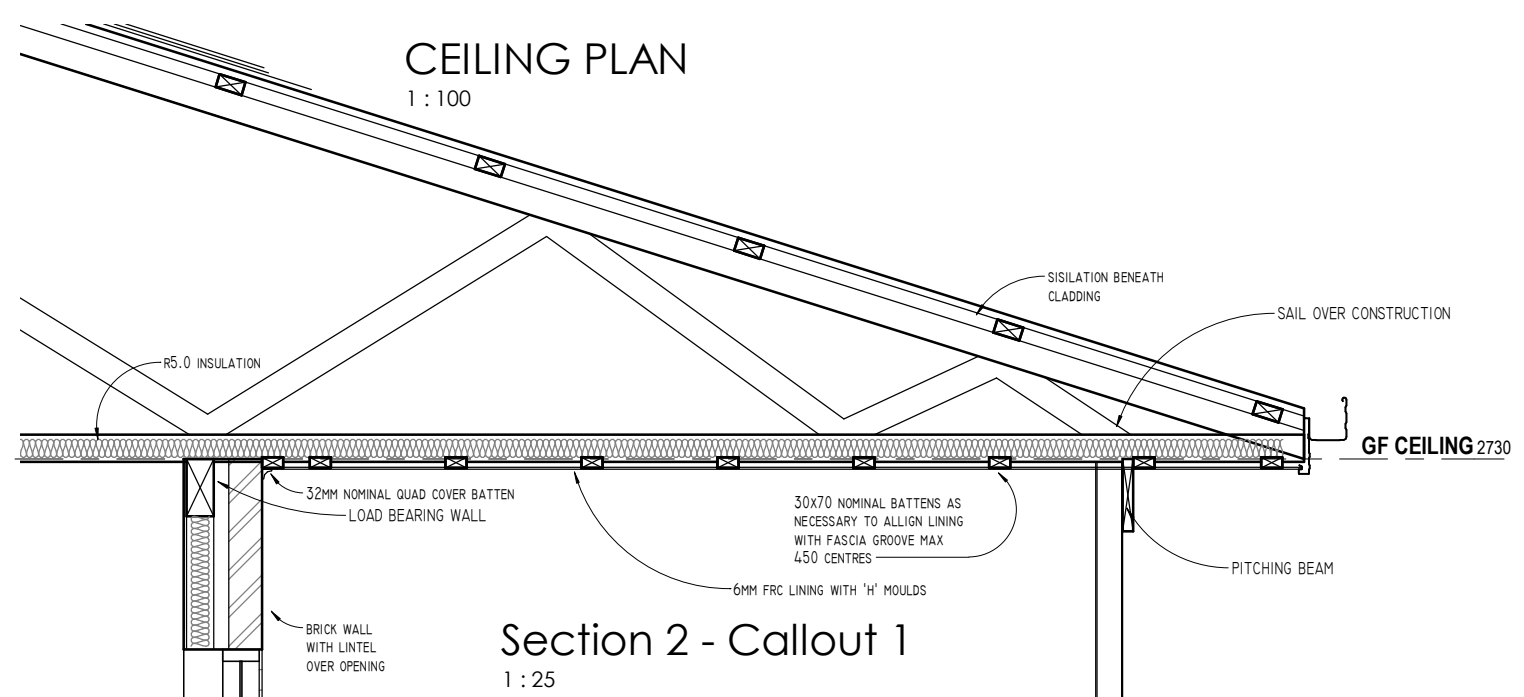 CEILING PLAN
1 : 100
SISILATION BENEATH
CLADDING
SAIL OVER CONSTRUCTION
R5.0 INSULATION
GF CEILING 2730
32MM NOMINAL QUAD COVER BATTEN
LOAD BEARING WALL
30X70 NOMINAL BATTENS AS
NECESSARY TO ALLIGN LINING
WITH FASCIA GROOVE MAX
450 CENTRES
PITCHING BEAM
6MM FRC LINING WITH 'H' MOULDS
BRICK WALL
WITH LINTEL
OVER OPENING
Section 2 - Callout 1
1 : 25